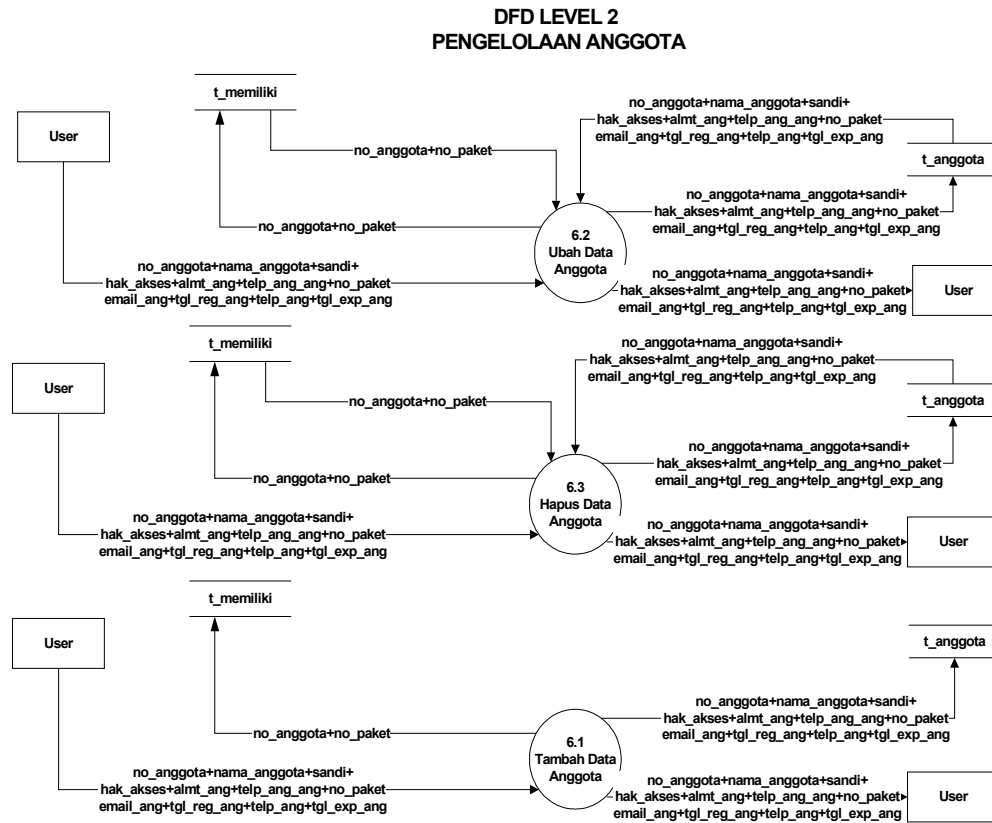 DFD LEVEL 2
PENGELOLAAN ANGGOTA
t_memiliki
User
no_anggota+nama_anggota+sandi+
hak_akses+almt_ang+telp_ang_ang+no_paket
email_ang+tgl_reg_ang+telp_ang+tgl_exp_ang
t_anggota
no_anggota+no_paket
no_anggota+nama_anggota+sandi+
hak_akses+almt_ang+telp_ang_ang+no_paket
email_ang+tgl_reg_ang+telp_ang+tgl_exp_ang
no_anggota+no_paket
6.2
Ubah Data
Anggota
no_anggota+nama_anggota+sandi+
hak_akses+almt_ang+telp_ang_ang+no_paket
email_ang+tgl_reg_ang+telp_ang+tgl_exp_ang
no_anggota+nama_anggota+sandi+
hak_akses+almt_ang+telp_ang_ang+no_paket
email_ang+tgl_reg_ang+telp_ang+tgl_exp_ang
User
t_memiliki
User
no_anggota+nama_anggota+sandi+
hak_akses+almt_ang+telp_ang_ang+no_paket
email_ang+tgl_reg_ang+telp_ang+tgl_exp_ang
t_anggota
no_anggota+no_paket
no_anggota+nama_anggota+sandi+
hak_akses+almt_ang+telp_ang_ang+no_paket
email_ang+tgl_reg_ang+telp_ang+tgl_exp_ang
no_anggota+no_paket
6.3
Hapus Data
Anggota
no_anggota+nama_anggota+sandi+
hak_akses+almt_ang+telp_ang_ang+no_paket
email_ang+tgl_reg_ang+telp_ang+tgl_exp_ang
no_anggota+nama_anggota+sandi+
hak_akses+almt_ang+telp_ang_ang+no_paket
email_ang+tgl_reg_ang+telp_ang+tgl_exp_ang
User
t_memiliki
User
t_anggota
no_anggota+nama_anggota+sandi+
hak_akses+almt_ang+telp_ang_ang+no_paket
email_ang+tgl_reg_ang+telp_ang+tgl_exp_ang
no_anggota+no_paket
6.1
Tambah Data
Anggota
no_anggota+nama_anggota+sandi+
hak_akses+almt_ang+telp_ang_ang+no_paket
email_ang+tgl_reg_ang+telp_ang+tgl_exp_ang
no_anggota+nama_anggota+sandi+
hak_akses+almt_ang+telp_ang_ang+no_paket
email_ang+tgl_reg_ang+telp_ang+tgl_exp_ang
User